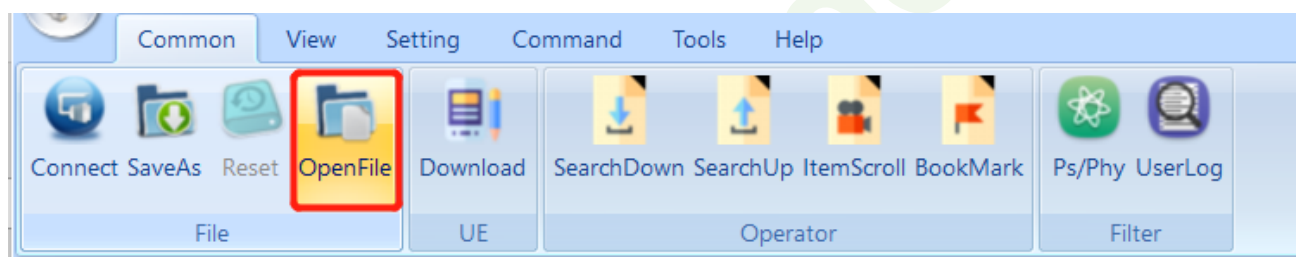 Common View Setting Command Tools Help
Connect SaveAs Reset OpenFile Download SearchDown SearchUp ItemScroll BookMark Ps/Phy UserLog
File UE Operator Filter